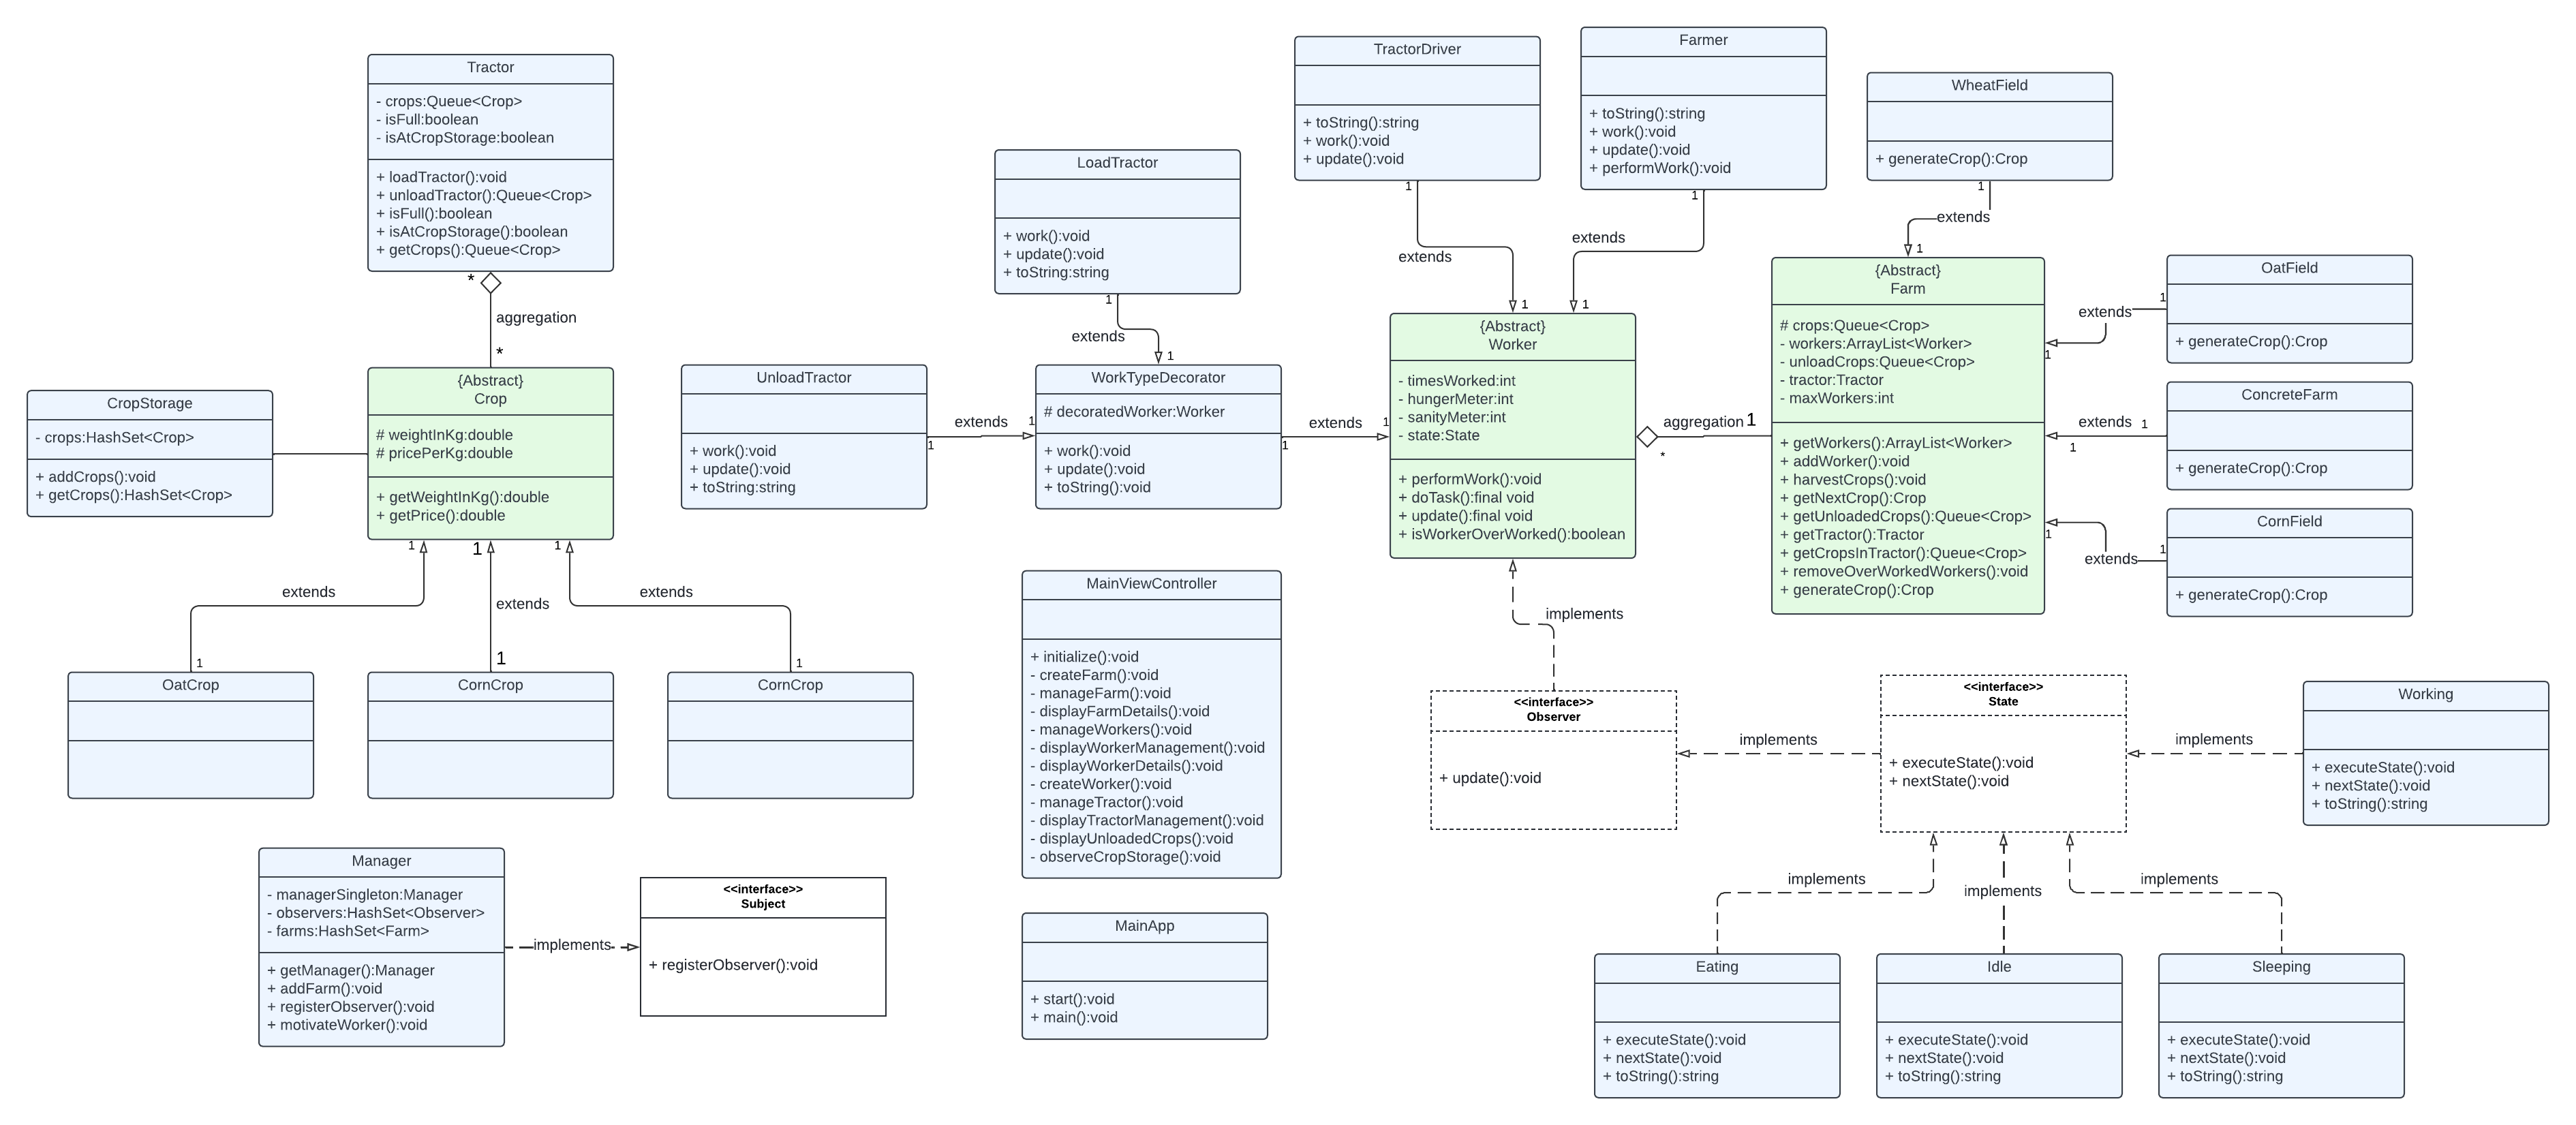 Tractor
- crops:Queue<Crop>
- isFull:boolean
- isAtCropStorage:boolean
+ loadTractor():void
+ unloadTractor():Queue<Crop>
+ isFull():boolean
+ isAtCropStorage():boolean
+ getCrops():Queue<Crop>
*
aggregation
*
CropStorage
- crops:HashSet<Crop>
+ addCrops():void
+ getCrops():HashSet<Crop>
{Abstract}
Crop
# weightInKg:double
# pricePerKg:double
+ getWeightInKg():double
+ getPrice():double
1
1
1
extends
extends
extends
1
1
1
OatCrop
CornCrop
CornCrop
LoadTractor
+ work():void
+ update():void
+ toString:string
1
extends
1
UnloadTractor
+ work():void
+ update():void
+ toString:string
1
extends
1
WorkTypeDecorator
# decoratedWorker:Worker
+ work():void
+ update():void
+ toString():void
1
extends
1
TractorDriver
+ toString():string
+ work():void
+ update():void
1
extends
1
Farmer
+ toString():string
+ work():void
+ update():void
+ performWork():void
1
extends
1
{Abstract}
Worker
- timesWorked:int
- hungerMeter:int
- sanityMeter:int
- state:State
+ performWork():void
+ doTask():final void
+ update():final void
+ isWorkerOverWorked():boolean
aggregation
1
*
WheatField
+ generateCrop():Crop
1
extends
1
{Abstract}
Farm
# crops:Queue<Crop>
- workers:ArrayList<Worker>
- unloadCrops:Queue<Crop>
- tractor:Tractor
- maxWorkers:int
+ getWorkers():ArrayList<Worker>
+ addWorker():void
+ harvestCrops():void
+ getNextCrop():Crop
+ getUnloadedCrops():Queue<Crop>
+ getTractor():Tractor
+ getCropsInTractor():Queue<Crop>
+ removeOverWorkedWorkers():void
+ generateCrop():Crop
OatField
+ generateCrop():Crop
1
extends
1
ConcreteFarm
+ generateCrop():Crop
extends
1
1
CornField
+ generateCrop():Crop
1
1
extends
MainViewController
+ initialize():void
- createFarm():void
- manageFarm():void
- displayFarmDetails():void
- manageWorkers():void
- displayWorkerManagement():void
- displayWorkerDetails():void
- createWorker():void
- manageTractor():void
- displayTractorManagement():void
- displayUnloadedCrops():void
- observeCropStorage():void
implements
<<interface>>
Observer
+ update():void
implements
<<interface>>
State
+ executeState():void
+ nextState():void
implements
Working
+ executeState():void
+ nextState():void
+ toString():string
implements
implements
implements
Manager
- managerSingleton:Manager
- observers:HashSet<Observer>
- farms:HashSet<Farm>
+ getManager():Manager
+ addFarm():void
+ registerObserver():void
+ motivateWorker():void
implements
<<interface>>
Subject
+ registerObserver():void
MainApp
+ start():void
+ main():void
Eating
+ executeState():void
+ nextState():void
+ toString():string
Idle
+ executeState():void
+ nextState():void
+ toString():string
Sleeping
+ executeState():void
+ nextState():void
+ toString():string